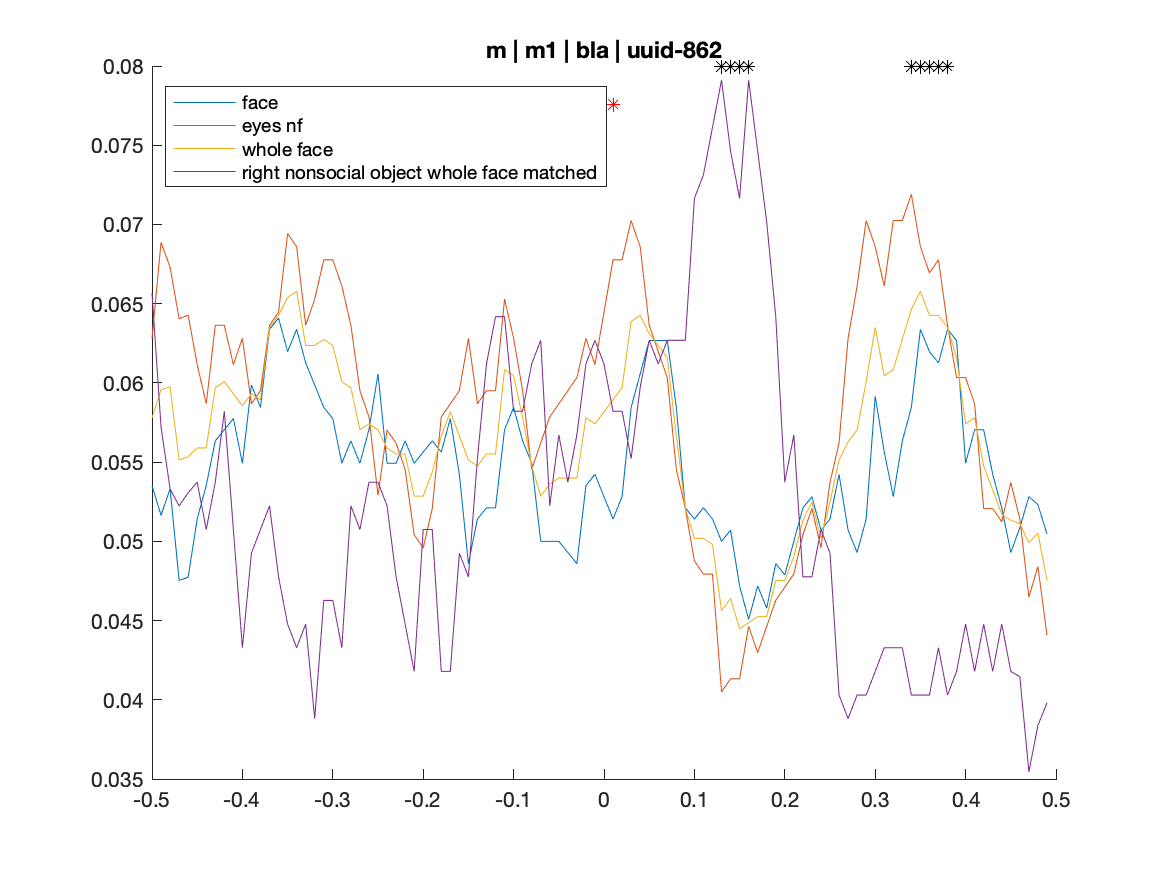 m | m1 | bla | uuid-862
face
eyes nf
whole face
right nonsocial object whole face matched
0.08
0.075
0.07
0.065
0.06
0.055
0.05
0.045
0.04
0.035
-0.5 -0.4 -0.3 -0.2 -0.1 0 0.1 0.2 0.3 0.4 0.5